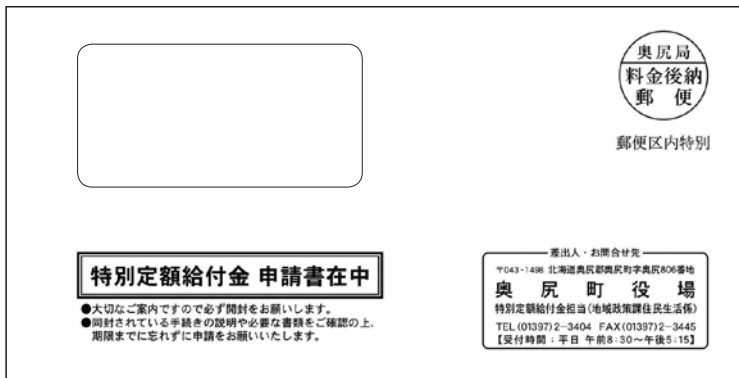 奥尻局
料金後納
郵 便
郵便区内特別
特別定額給付金 申請書在中
●大切なご案内ですので必ず開封をお願いします。
●同封されている手続きの説明や必要な書類をご確認の上、
期限までに忘れずに申請をお願いいたします。
差出人・お問合せ先
〒043-1498 北海道奥尻郡奥尻町字奥尻806番地
奥 尻 町 役 場
特別定額給付金担当(地域政策課住民生活係)
TEL(01397)2-3404 FAX(01397)2-3445
【受付時間：平日 午前8:30～午後5:15】